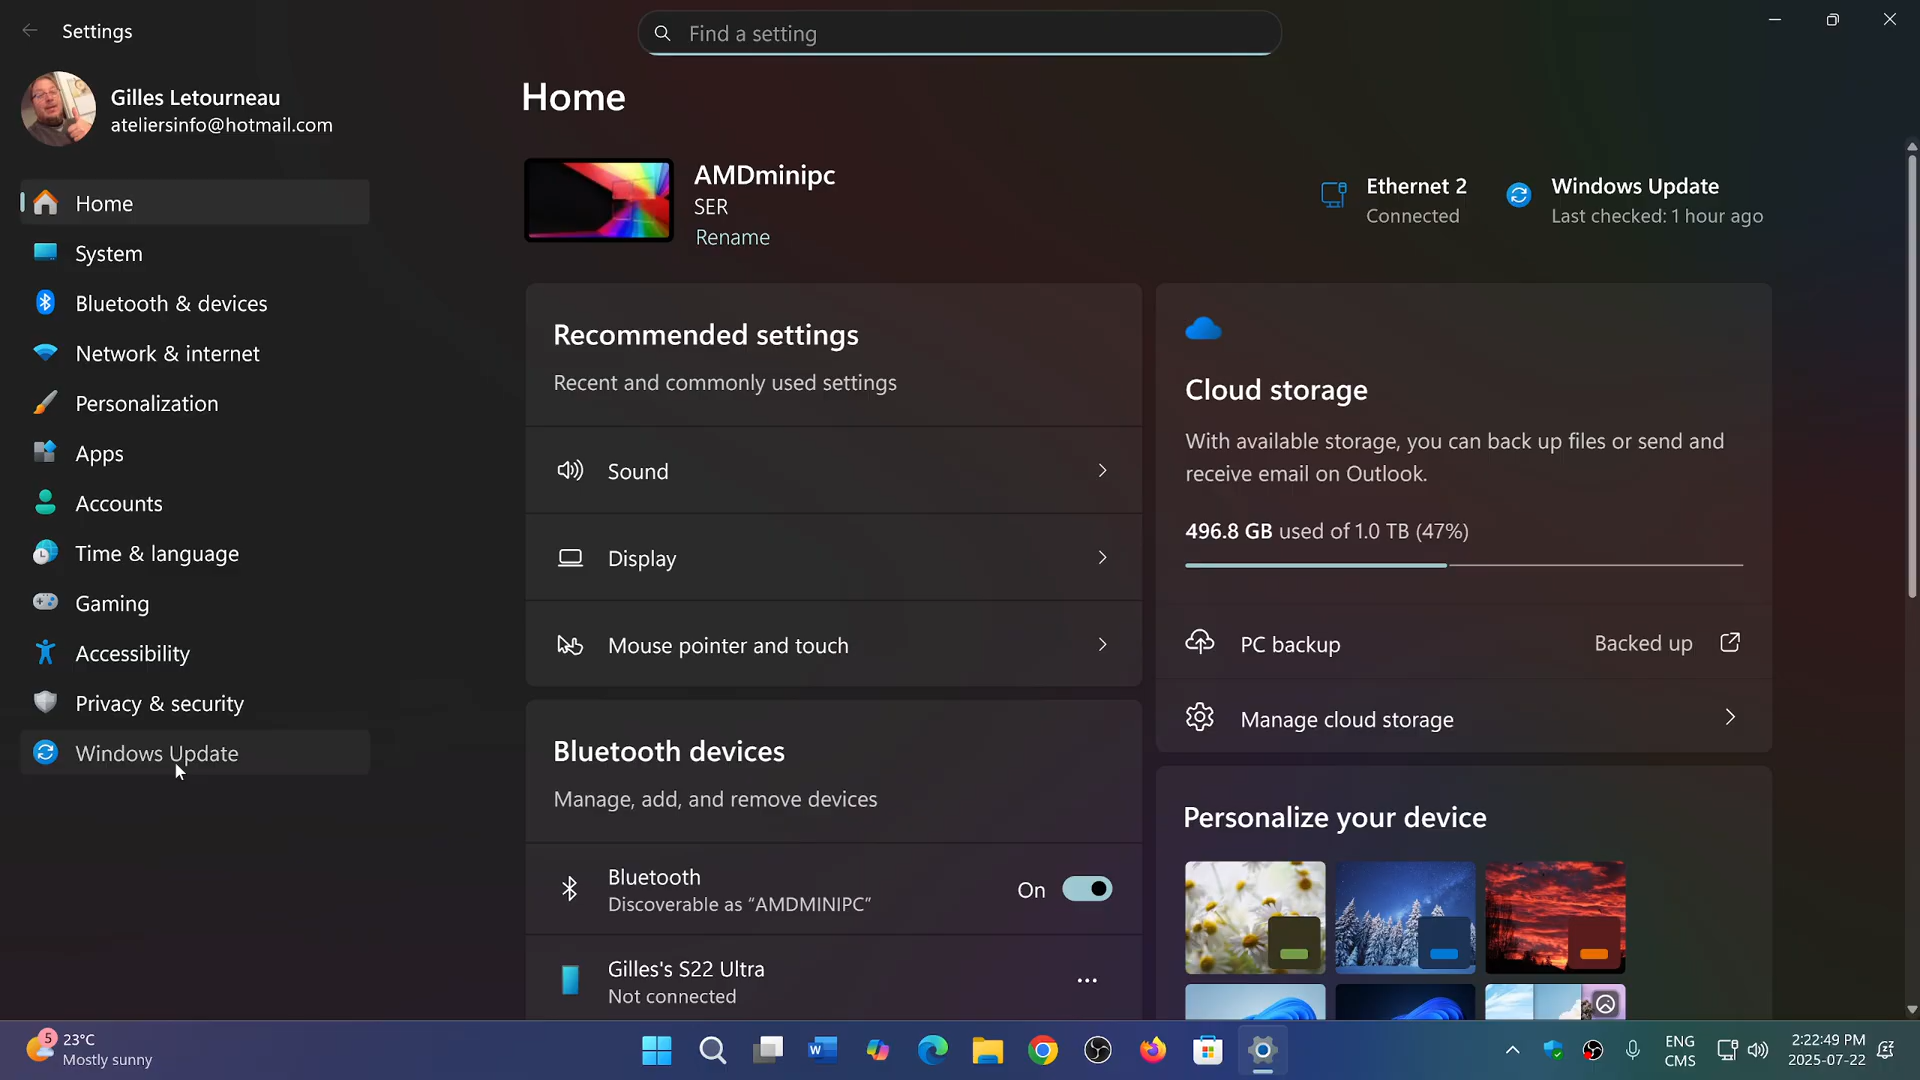 Settings
Find a setting
Gilles Letourneau
ateliersinfo@hotmail.com
Home
System
Bluetooth & devices
Network & internet
Personalization
Apps
Accounts
Time & language
Gaming
Accessibility
Privacy & security
Windows Update
Home
AMDminipc
SER
Rename
Ethernet 2
Connected
Windows Update
Last checked: 1 hour ago
Recommended settings
Recent and commonly used settings
Sound
Display
Mouse pointer and touch
Bluetooth devices
Manage, add, and remove devices
Bluetooth
Discoverable as “AMDMINIPC”
On
Gilles's S22 Ultra
Not connected
Cloud storage
With available storage, you can back up files or send and
receive email on Outlook.
496.8 GB used of 1.0 TB (47%)
PC backup
Backed up
Manage cloud storage
Personalize your device
5
23°C
Mostly sunny
ENG
CMS
2:22:49 PM
2025-07-22